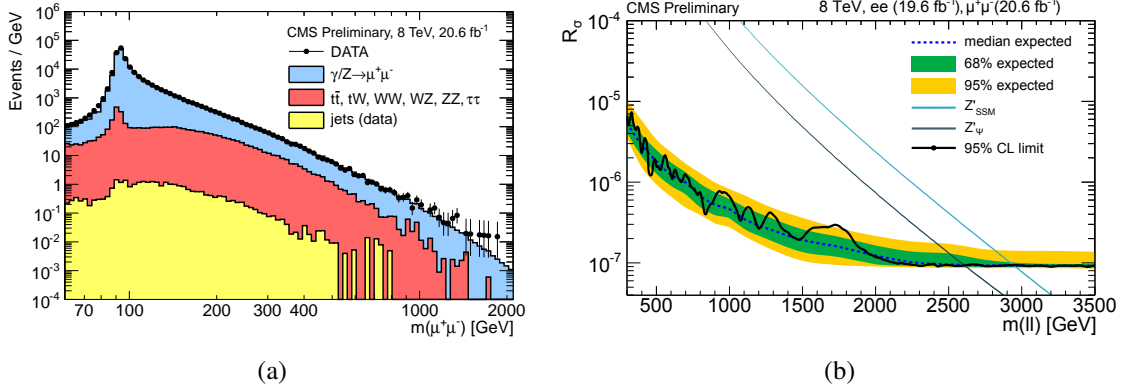 CMS Preliminary, 8 TeV, 20.6 fb⁻¹
DATA
γ/Z→μ⁺μ⁻
tt̄, tW, WW, WZ, ZZ, ττ
jets (data)
Events / GeV
10⁶
10⁵
10⁴
10³
10²
10
1
10⁻¹
10⁻²
10⁻³
10⁻⁴
70 100 200 300 400 1000 2000
m(μ⁺μ⁻) [GeV]
(a)
CMS Preliminary 8 TeV, ee (19.6 fb⁻¹), μ⁺μ⁻(20.6 fb⁻¹)
median expected
68% expected
95% expected
Z'SSM
Z'Ψ
95% CL limit
Rσ
10⁻⁴
10⁻⁵
10⁻⁶
10⁻⁷
500 1000 1500 2000 2500 3000 3500
m(ll) [GeV]
(b)